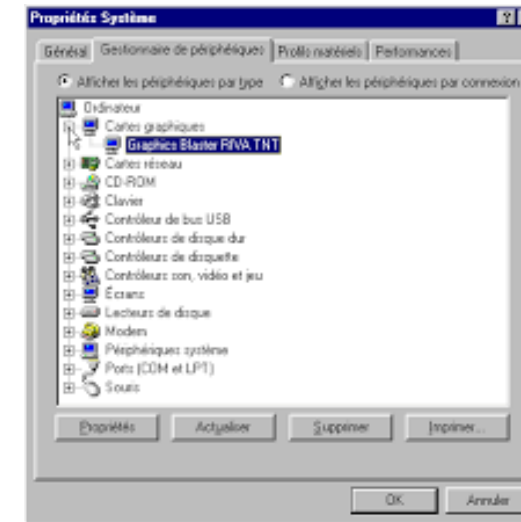 Propriétés Système
Général Gestionnaire de périphériques Profils matériels Performances
Afficher les périphériques par type Afficher les périphériques par connexion
Ordinateur
Cartes graphiques
Graphics Blaster RIVA TNT
Cartes réseau
CD-ROM
Clavier
Contrôleur de bus USB
Contrôleurs de disque dur
Contrôleurs de disquette
Contrôleurs son, vidéo et jeu
Écrans
Lecteurs de disque
Modem
Périphériques système
Ports (COM et LPT)
Souris
Propriétés Actualiser Supprimer Imprimer...
OK Annuler